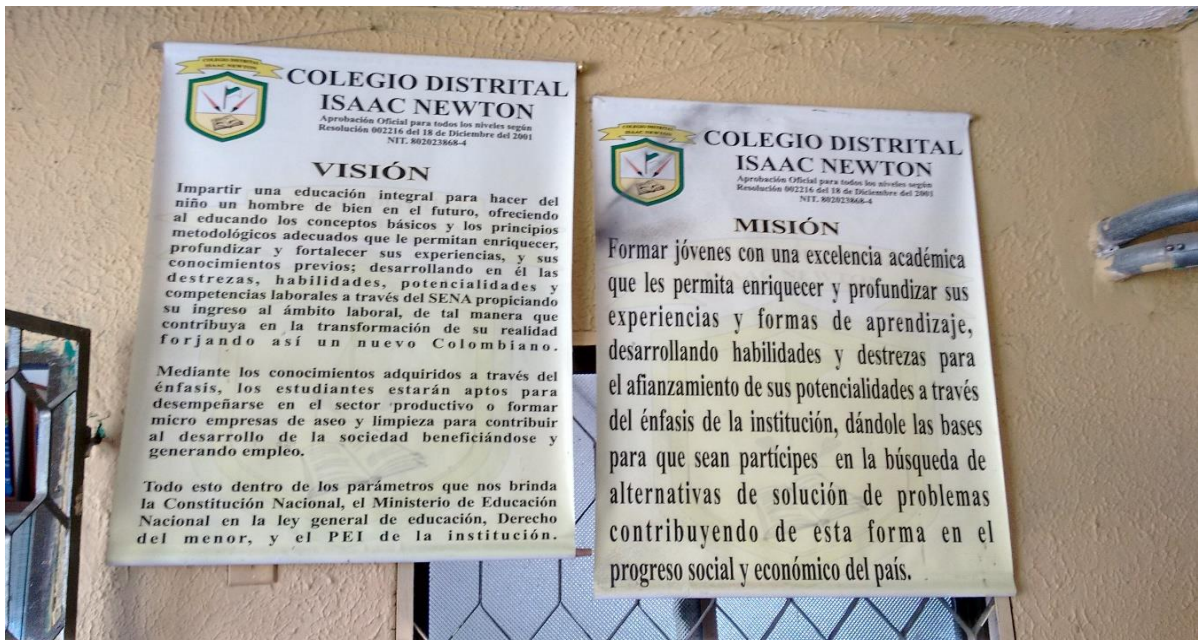 COLEGIO DISTRITAL
ISAAC NEWTON
COLEGIO DISTRITAL
ISAAC NEWTON
Aprobación Oficial para todos los niveles según
Resolución 002216 del 18 de Diciembre del 2001
NIT. 802023868-4
VISIÓN
Impartir una educación integral para hacer del
niño un hombre de bien en el futuro, ofreciendo
al educando los conceptos básicos y los principios
metodológicos adecuados que le permitan enriquecer,
profundizar y fortalecer sus experiencias, y sus
conocimientos previos; desarrollando en él las
destrezas, habilidades, potencialidades y
competencias laborales a través del SENA propiciando
su ingreso al ámbito laboral, de tal manera que
contribuya en la transformación de su realidad
forjando así un nuevo Colombiano.
Mediante los conocimientos adquiridos a través del
énfasis, los estudiantes estarán aptos para
desempeñarse en el sector productivo o formar
micro empresas de aseo y limpieza para contribuir
al desarrollo de la sociedad beneficiándose y
generando empleo.
Todo esto dentro de los parámetros que nos brinda
la Constitución Nacional, el Ministerio de Educación
Nacional en la ley general de educación, Derecho
del menor, y el PEI de la institución.
COLEGIO DISTRITAL
ISAAC NEWTON
COLEGIO DISTRITAL
ISAAC NEWTON
Aprobación Oficial para todos los niveles según
Resolución 002216 del 18 de Diciembre del 2001
NIT. 802023868-4
MISIÓN
Formar jóvenes con una excelencia académica
que les permita enriquecer y profundizar sus
experiencias y formas de aprendizaje,
desarrollando habilidades y destrezas para
el afianzamiento de sus potencialidades a través
del énfasis de la institución, dándole las bases
para que sean partícipes en la búsqueda de
alternativas de solución de problemas
contribuyendo de esta forma en el
progreso social y económico del país.